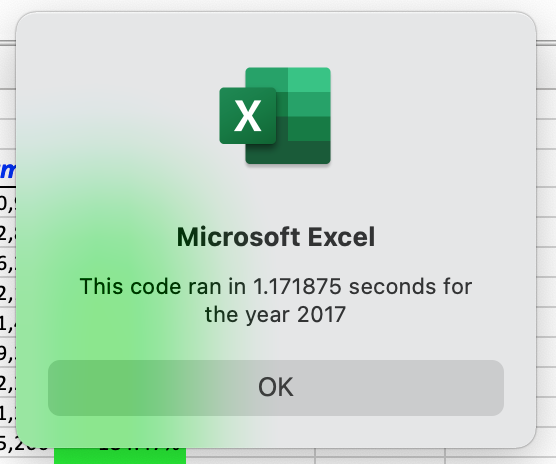 X
Microsoft Excel
This code ran in 1.171875 seconds for
the year 2017
OK